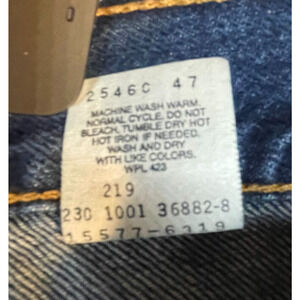 0
2546C 47
MACHINE WASH WARM,
NORMAL CYCLE, DO NOT
BLEACH, TUMBLE DRY HOT
HOT IRON IF NEEDED,
WASH AND DRY
WITH LIKE COLORS.
WPL 423
219
230 1001 36882-8
15577-6319